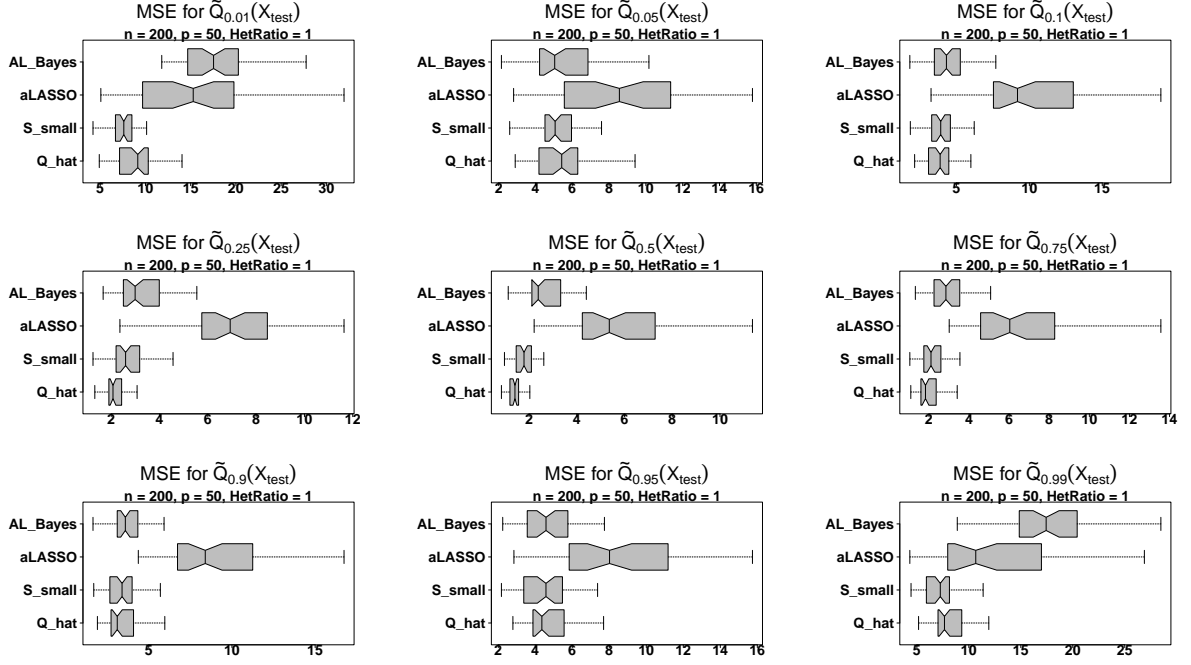 MSE for Q̃0.01(Xtest)
n = 200, p = 50, HetRatio = 1
AL_Bayes
aLASSO
S_small
Q_hat
5 10 15 20 25 30
MSE for Q̃0.05(Xtest)
n = 200, p = 50, HetRatio = 1
AL_Bayes
aLASSO
S_small
Q_hat
2 4 6 8 10 12 14 16
MSE for Q̃0.1(Xtest)
n = 200, p = 50, HetRatio = 1
AL_Bayes
aLASSO
S_small
Q_hat
5 10 15
MSE for Q̃0.25(Xtest)
n = 200, p = 50, HetRatio = 1
AL_Bayes
aLASSO
S_small
Q_hat
2 4 6 8 10 12
MSE for Q̃0.5(Xtest)
n = 200, p = 50, HetRatio = 1
AL_Bayes
aLASSO
S_small
Q_hat
2 4 6 8 10
MSE for Q̃0.75(Xtest)
n = 200, p = 50, HetRatio = 1
AL_Bayes
aLASSO
S_small
Q_hat
2 4 6 8 10 12 14
MSE for Q̃0.9(Xtest)
n = 200, p = 50, HetRatio = 1
AL_Bayes
aLASSO
S_small
Q_hat
5 10 15
MSE for Q̃0.95(Xtest)
n = 200, p = 50, HetRatio = 1
AL_Bayes
aLASSO
S_small
Q_hat
2 4 6 8 10 12 14 16
MSE for Q̃0.99(Xtest)
n = 200, p = 50, HetRatio = 1
AL_Bayes
aLASSO
S_small
Q_hat
5 10 15 20 25